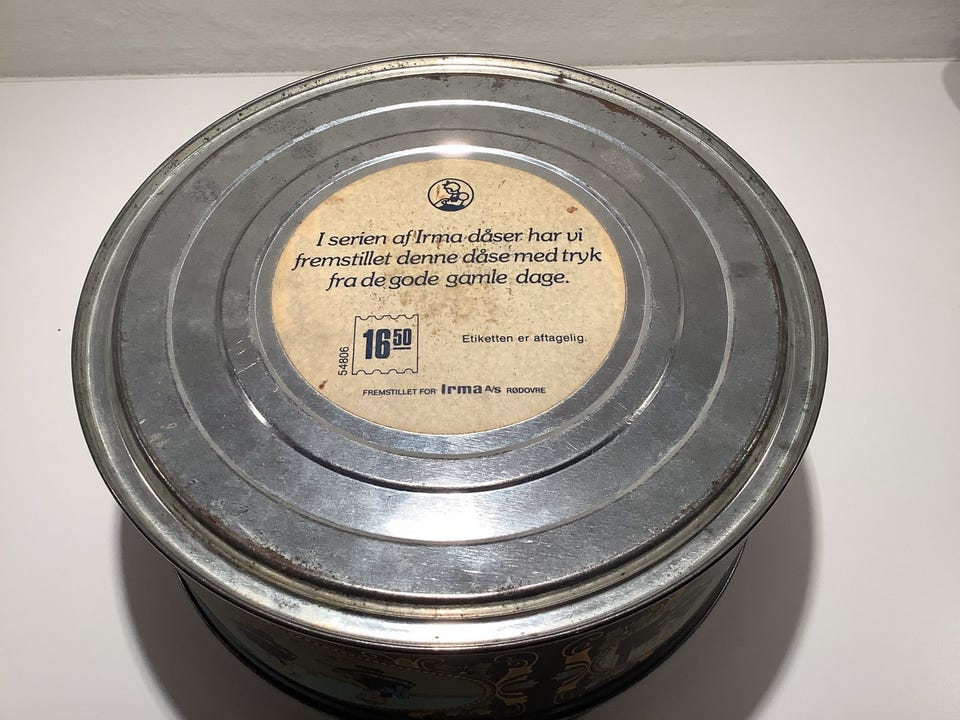 I serien af Irma dåser har vi
fremstillet denne dåse med tryk
fra de gode gamle dage.
54806
16 50
Etiketten er aftagelig.
FREMSTILLET FOR Irma A/S RØDOVRE